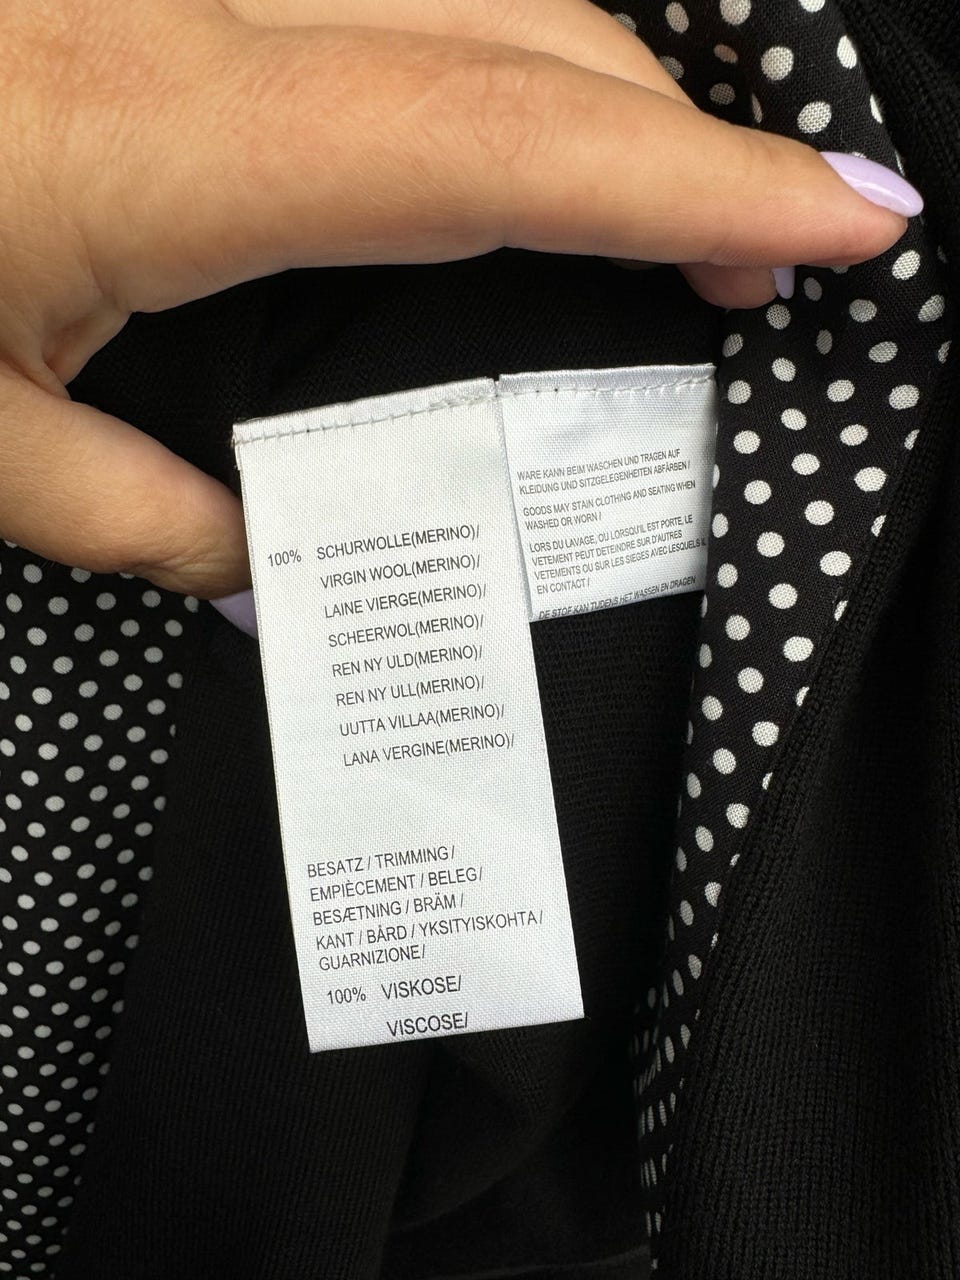 100% SCHURWOLLE(MERINO)/
VIRGIN WOOL(MERINO)/
LAINE VIERGE(MERINO)/
SCHEERWOL(MERINO)/
REN NY ULD(MERINO)/
REN NY ULL(MERINO)/
UUTTA VILLAA(MERINO)/
LANA VERGINE(MERINO)/
BESATZ / TRIMMING /
EMPIÈCEMENT / BELEG/
BESÆTNING / BRÄM /
KANT / BÅRD / YKSITYISKOHTA /
GUARNIZIONE/
100% VISKOSE/
VISCOSE/
WARE KANN BEIM WASCHEN UND TRAGEN AUF
KLEIDUNG UND SITZGELEGENHEITEN ABFÄRBEN /
GOODS MAY STAIN CLOTHING AND SEATING WHEN
WASHED OR WORN /
LORS DU LAVAGE, OU LORSQU'IL EST PORTE, LE
VETEMENT PEUT DETEINDRE SUR D'AUTRES
VETEMENTS OU SUR LES SIEGES AVEC LESQUELS IL
EN CONTACT /
DE STOF KAN TIJDENS HET WASSEN EN DRAGEN